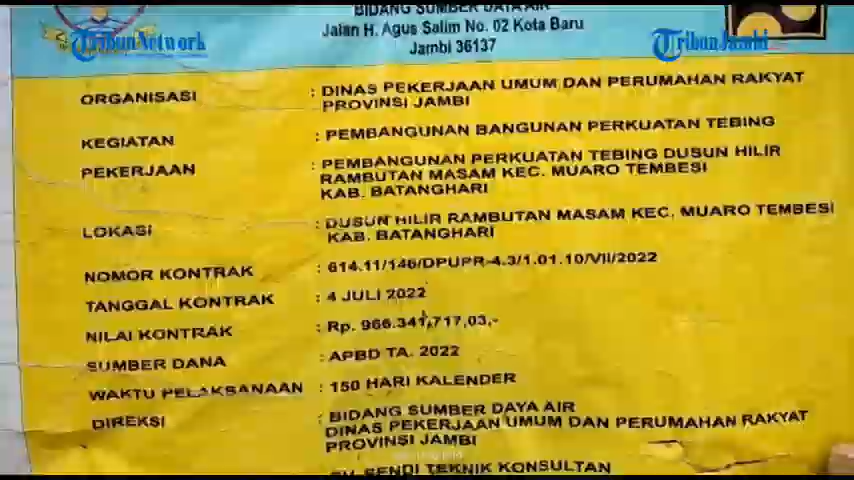 BIDANG SUMBER DAYA AIR
Jalan H. Agus Salim No. 02 Kota Baru
Jambi 36137
Tribun Network
Tribun Jambi
ORGANISASI : DINAS PEKERJAAN UMUM DAN PERUMAHAN RAKYAT
PROVINSI JAMBI
KEGIATAN : PEMBANGUNAN BANGUNAN PERKUATAN TEBING
PEKERJAAN : PEMBANGUNAN PERKUATAN TEBING DUSUN HILIR
RAMBUTAN MASAM KEC. MUARO TEMBESI
KAB. BATANGHARI
LOKASI : DUSUN HILIR RAMBUTAN MASAM KEC. MUARO TEMBESI
KAB. BATANGHARI
NOMOR KONTRAK : 614.11/146/DPUPR-4.3/1.01.10/VII/2022
TANGGAL KONTRAK : 4 JULI 2022
NILAI KONTRAK : Rp. 966.341,717,03,-
SUMBER DANA : APBD TA. 2022
WAKTU PELAKSANAAN : 150 HARI KALENDER
DIREKSI : BIDANG SUMBER DAYA AIR
DINAS PEKERJAAN UMUM DAN PERUMAHAN RAKYAT
PROVINSI JAMBI
RENDI TEKNIK KONSULTAN